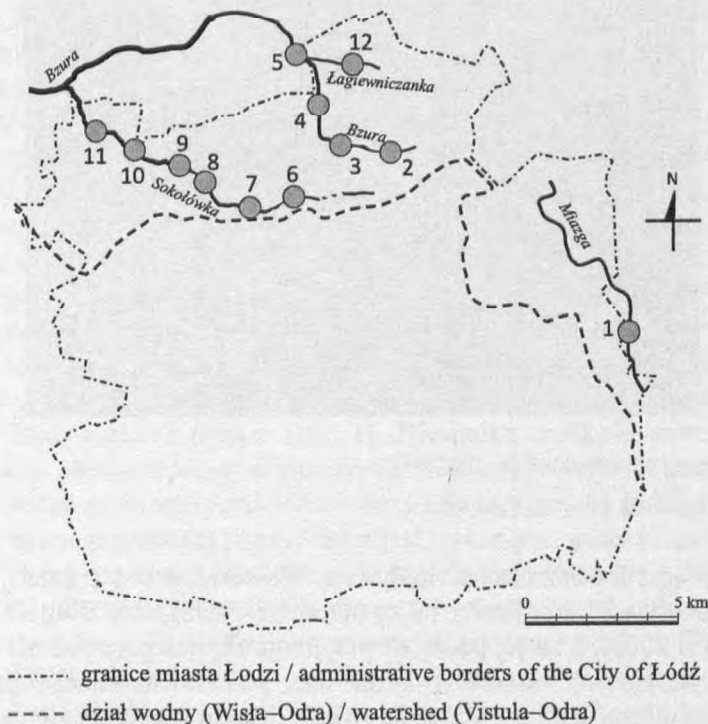 12
5
Bzura
Łagiewniczanka
4
Bzura
11
10
9
8
3
2
6
7
Sokołówka
N
Miazga
1
0 5 km
granice miasta Łodzi / administrative borders of the City of Łódź
dział wodny (Wisła–Odra) / watershed (Vistula–Odra)